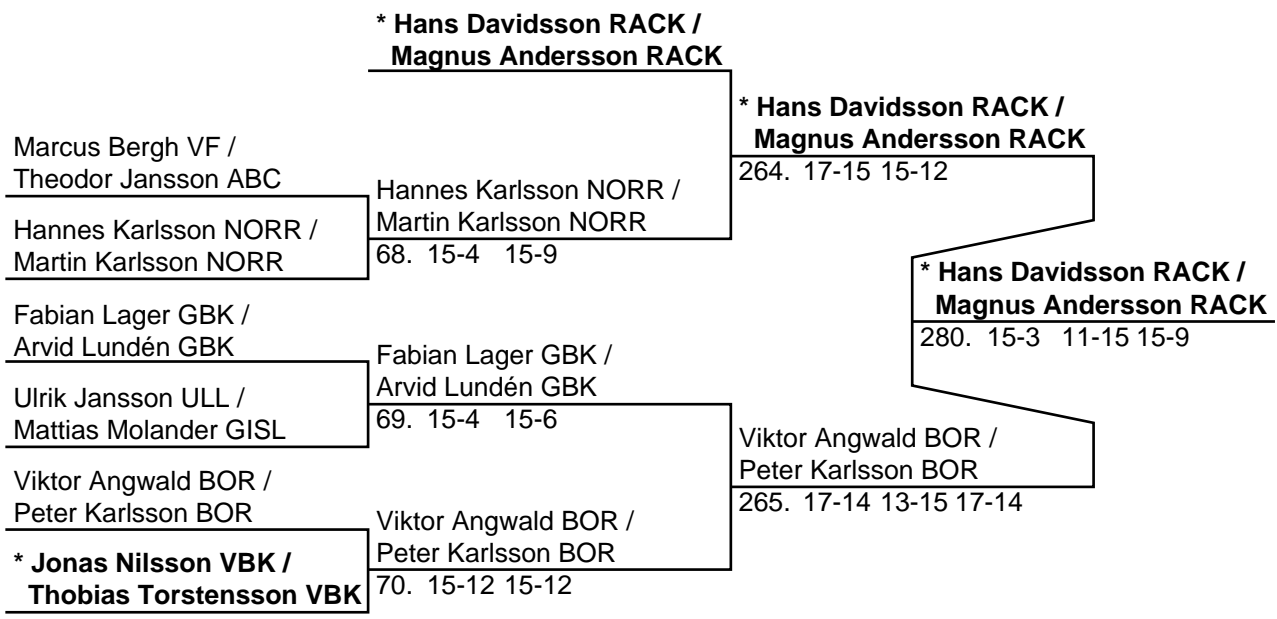 * Hans Davidsson RACK /
Magnus Andersson RACK
* Hans Davidsson RACK /
Magnus Andersson RACK
264. 17-15 15-12
Marcus Bergh VF /
Theodor Jansson ABC
Hannes Karlsson NORR /
Martin Karlsson NORR
68. 15-4 15-9
Hannes Karlsson NORR /
Martin Karlsson NORR
* Hans Davidsson RACK /
Magnus Andersson RACK
280. 15-3 11-15 15-9
Fabian Lager GBK /
Arvid Lundén GBK
Fabian Lager GBK /
Arvid Lundén GBK
69. 15-4 15-6
Ulrik Jansson ULL /
Mattias Molander GISL
Viktor Angwald BOR /
Peter Karlsson BOR
265. 17-14 13-15 17-14
Viktor Angwald BOR /
Peter Karlsson BOR
Viktor Angwald BOR /
Peter Karlsson BOR
70. 15-12 15-12
* Jonas Nilsson VBK /
Thobias Torstensson VBK